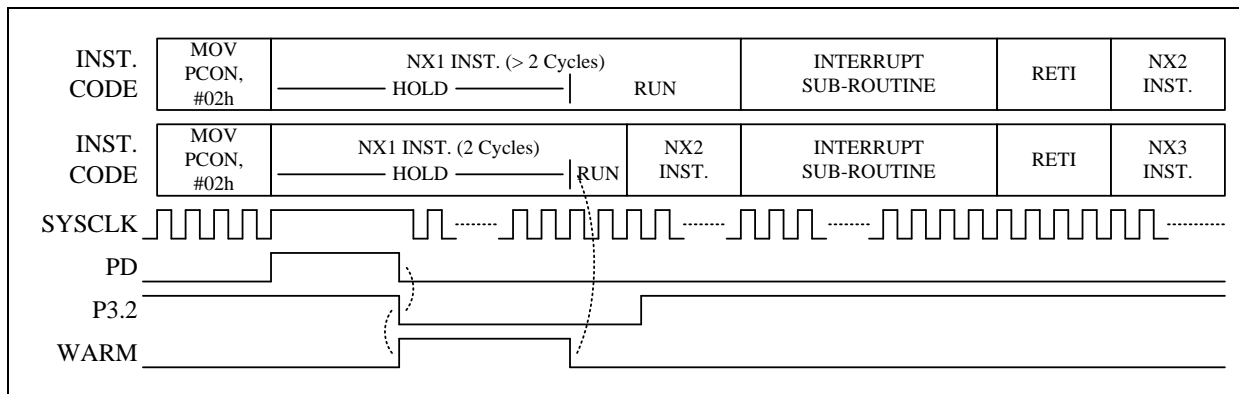 INST. CODE
MOV PCON, #02h
NX1 INST. (> 2 Cycles)
HOLD
RUN
INTERRUPT SUB-ROUTINE
RETI
NX2 INST.
INST. CODE
MOV PCON, #02h
NX1 INST. (2 Cycles)
HOLD
RUN
NX2 INST.
INTERRUPT SUB-ROUTINE
RETI
NX3 INST.
SYSCLK
PD
P3.2
WARM